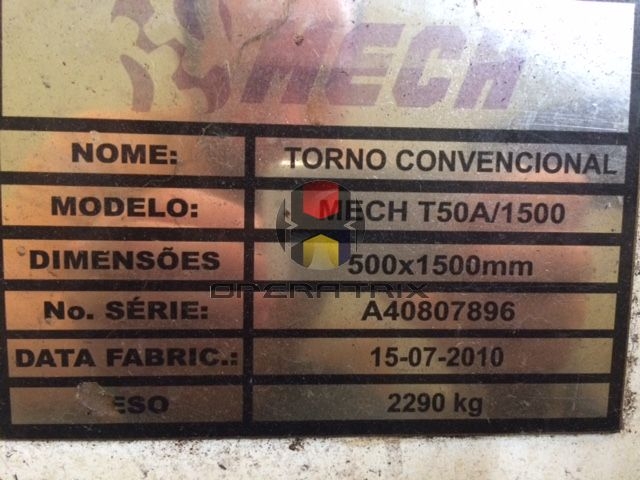 MECH
NOME: TORNO CONVENCIONAL
MODELO: MECH T50A/1500
DIMENSÕES 500x1500mm
OPERATRIX
No. SÉRIE: A40807896
DATA FABRIC.: 15-07-2010
PESO 2290 kg